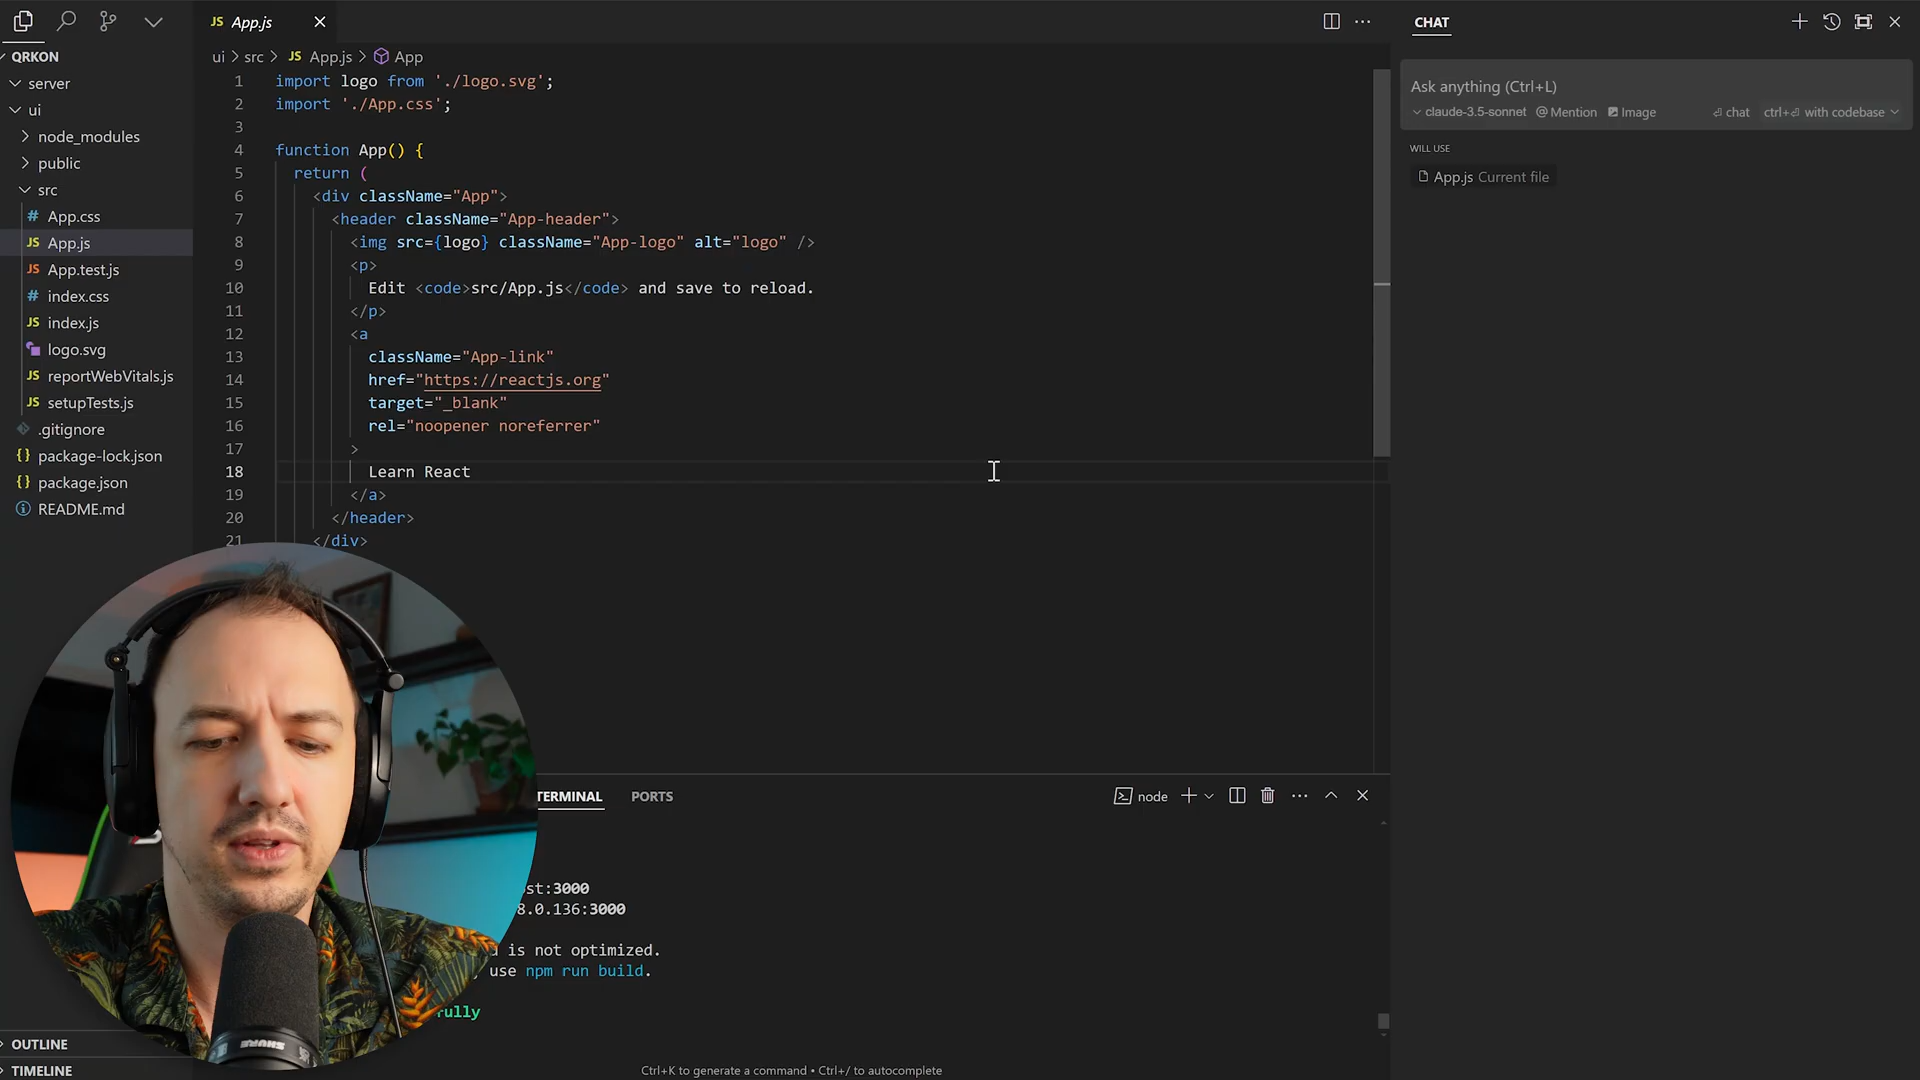 JS App.js
CHAT
QRKON
server
ui
node_modules
public
src
# App.css
JS App.js
JS App.test.js
# index.css
JS index.js
logo.svg
JS reportWebVitals.js
JS setupTests.js
.gitignore
{} package-lock.json
{} package.json
README.md
OUTLINE
TIMELINE
ui > src > JS App.js > App
1 import logo from './logo.svg';
2 import './App.css';
3
4 function App() {
5 return (
6 <div className="App">
7 <header className="App-header">
8 <img src={logo} className="App-logo" alt="logo" />
9 <p>
10 Edit <code>src/App.js</code> and save to reload.
11 </p>
12 <a
13 className="App-link"
14 href="https://reactjs.org"
15 target="_blank"
16 rel="noopener noreferrer"
17 >
18 Learn React
19 </a>
20 </header>
21 </div>
TERMINAL PORTS
node
st:3000
8.0.136:3000
is not optimized.
use npm run build.
fully
Ctrl+K to generate a command • Ctrl+/ to autocomplete
Ask anything (Ctrl+L)
claude-3.5-sonnet @ Mention Image
⏎ chat ctrl+⏎ with codebase
WILL USE
App.js Current file
SHURE